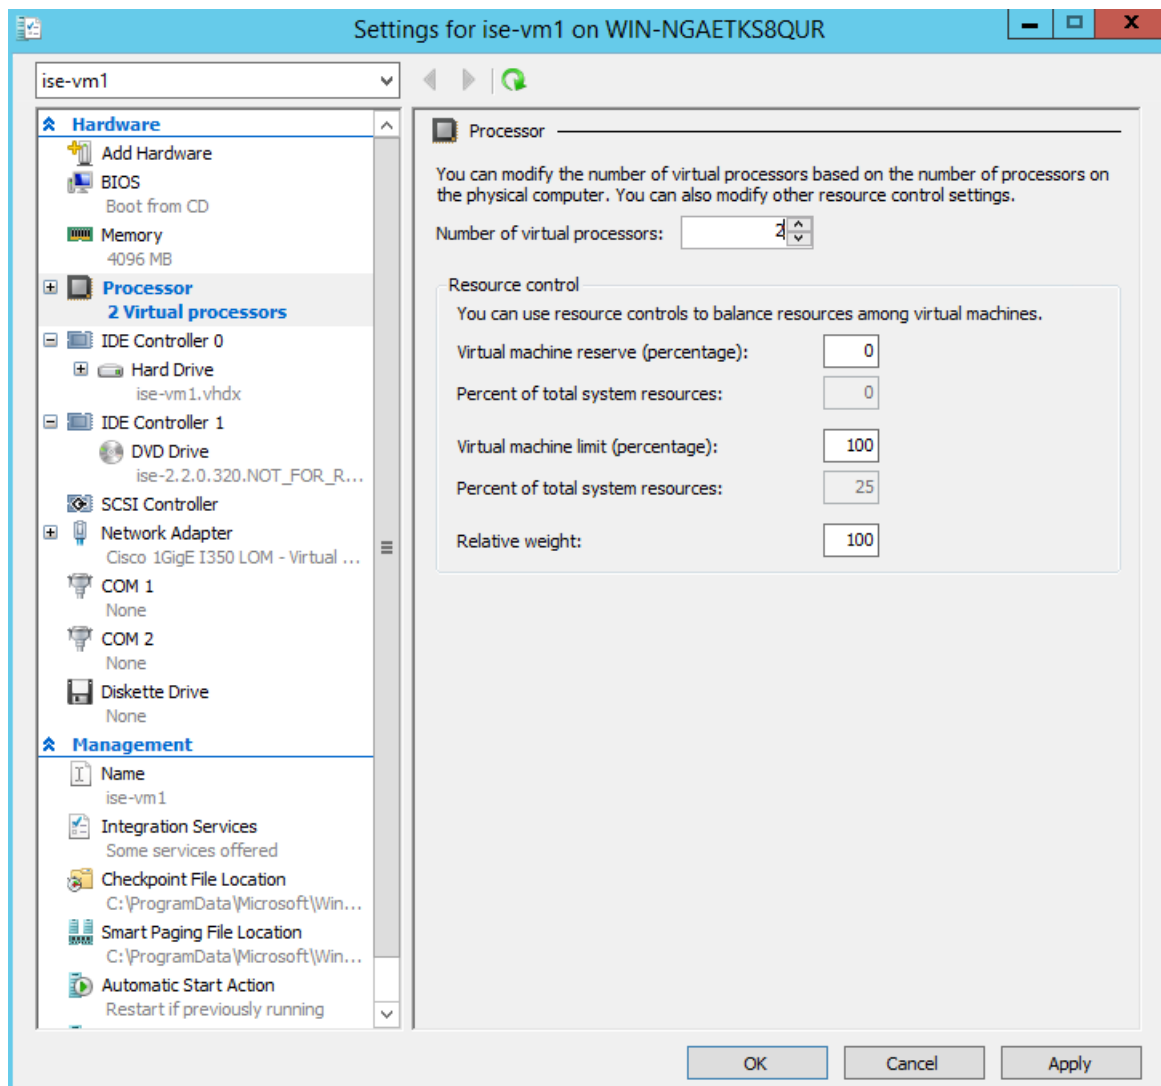 Settings for ise-vm1 on WIN-NGAETKS8QUR
X
ise-vm1
Hardware
Add Hardware
BIOS
Boot from CD
Memory
4096 MB
Processor
2 Virtual processors
IDE Controller 0
Hard Drive
ise-vm1.vhdx
IDE Controller 1
DVD Drive
ise-2.2.0.320.NOT_FOR_R...
SCSI Controller
Network Adapter
Cisco 1GigE I350 LOM - Virtual ...
COM 1
None
COM 2
None
Diskette Drive
None
Management
Name
ise-vm1
Integration Services
Some services offered
Checkpoint File Location
C:\ProgramData\Microsoft\Win...
Smart Paging File Location
C:\ProgramData\Microsoft\Win...
Automatic Start Action
Restart if previously running
Processor
You can modify the number of virtual processors based on the number of processors on
the physical computer. You can also modify other resource control settings.
Number of virtual processors: 2
Resource control
You can use resource controls to balance resources among virtual machines.
Virtual machine reserve (percentage): 0
Percent of total system resources: 0
Virtual machine limit (percentage): 100
Percent of total system resources: 25
Relative weight: 100
OK Cancel Apply